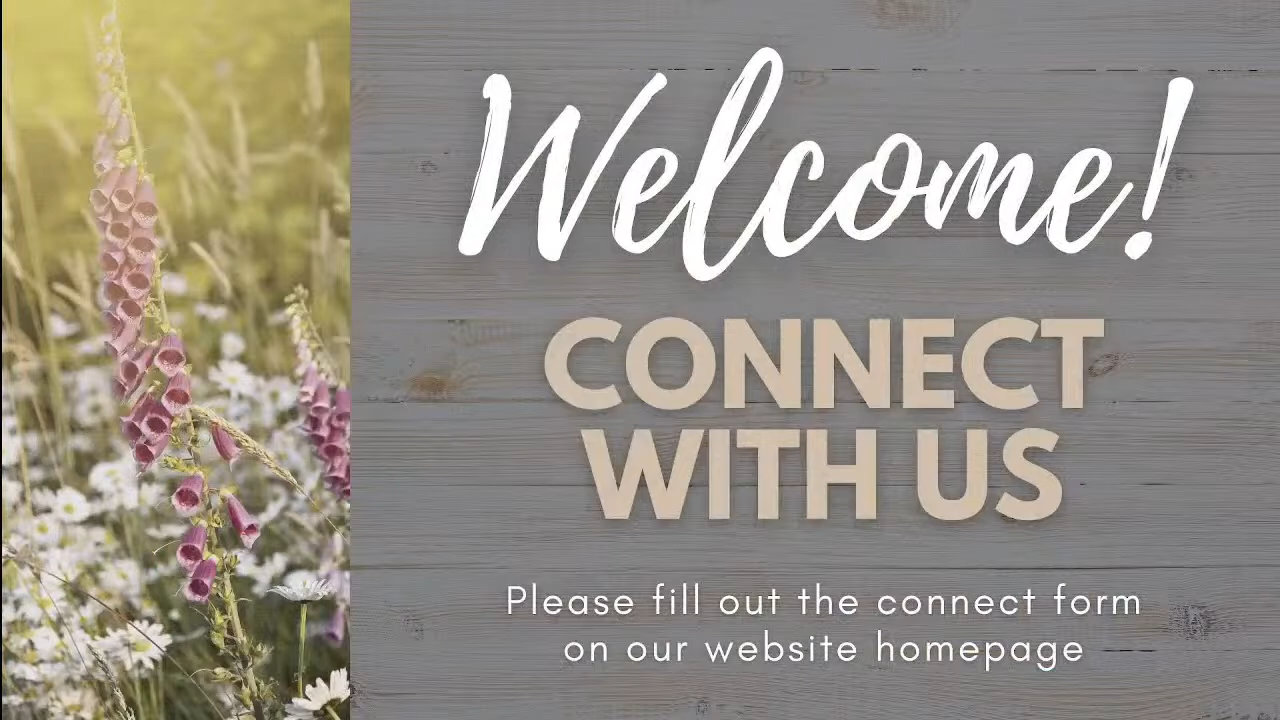 Welcome!
CONNECT
WITH US
Please fill out the connect form
on our website homepage